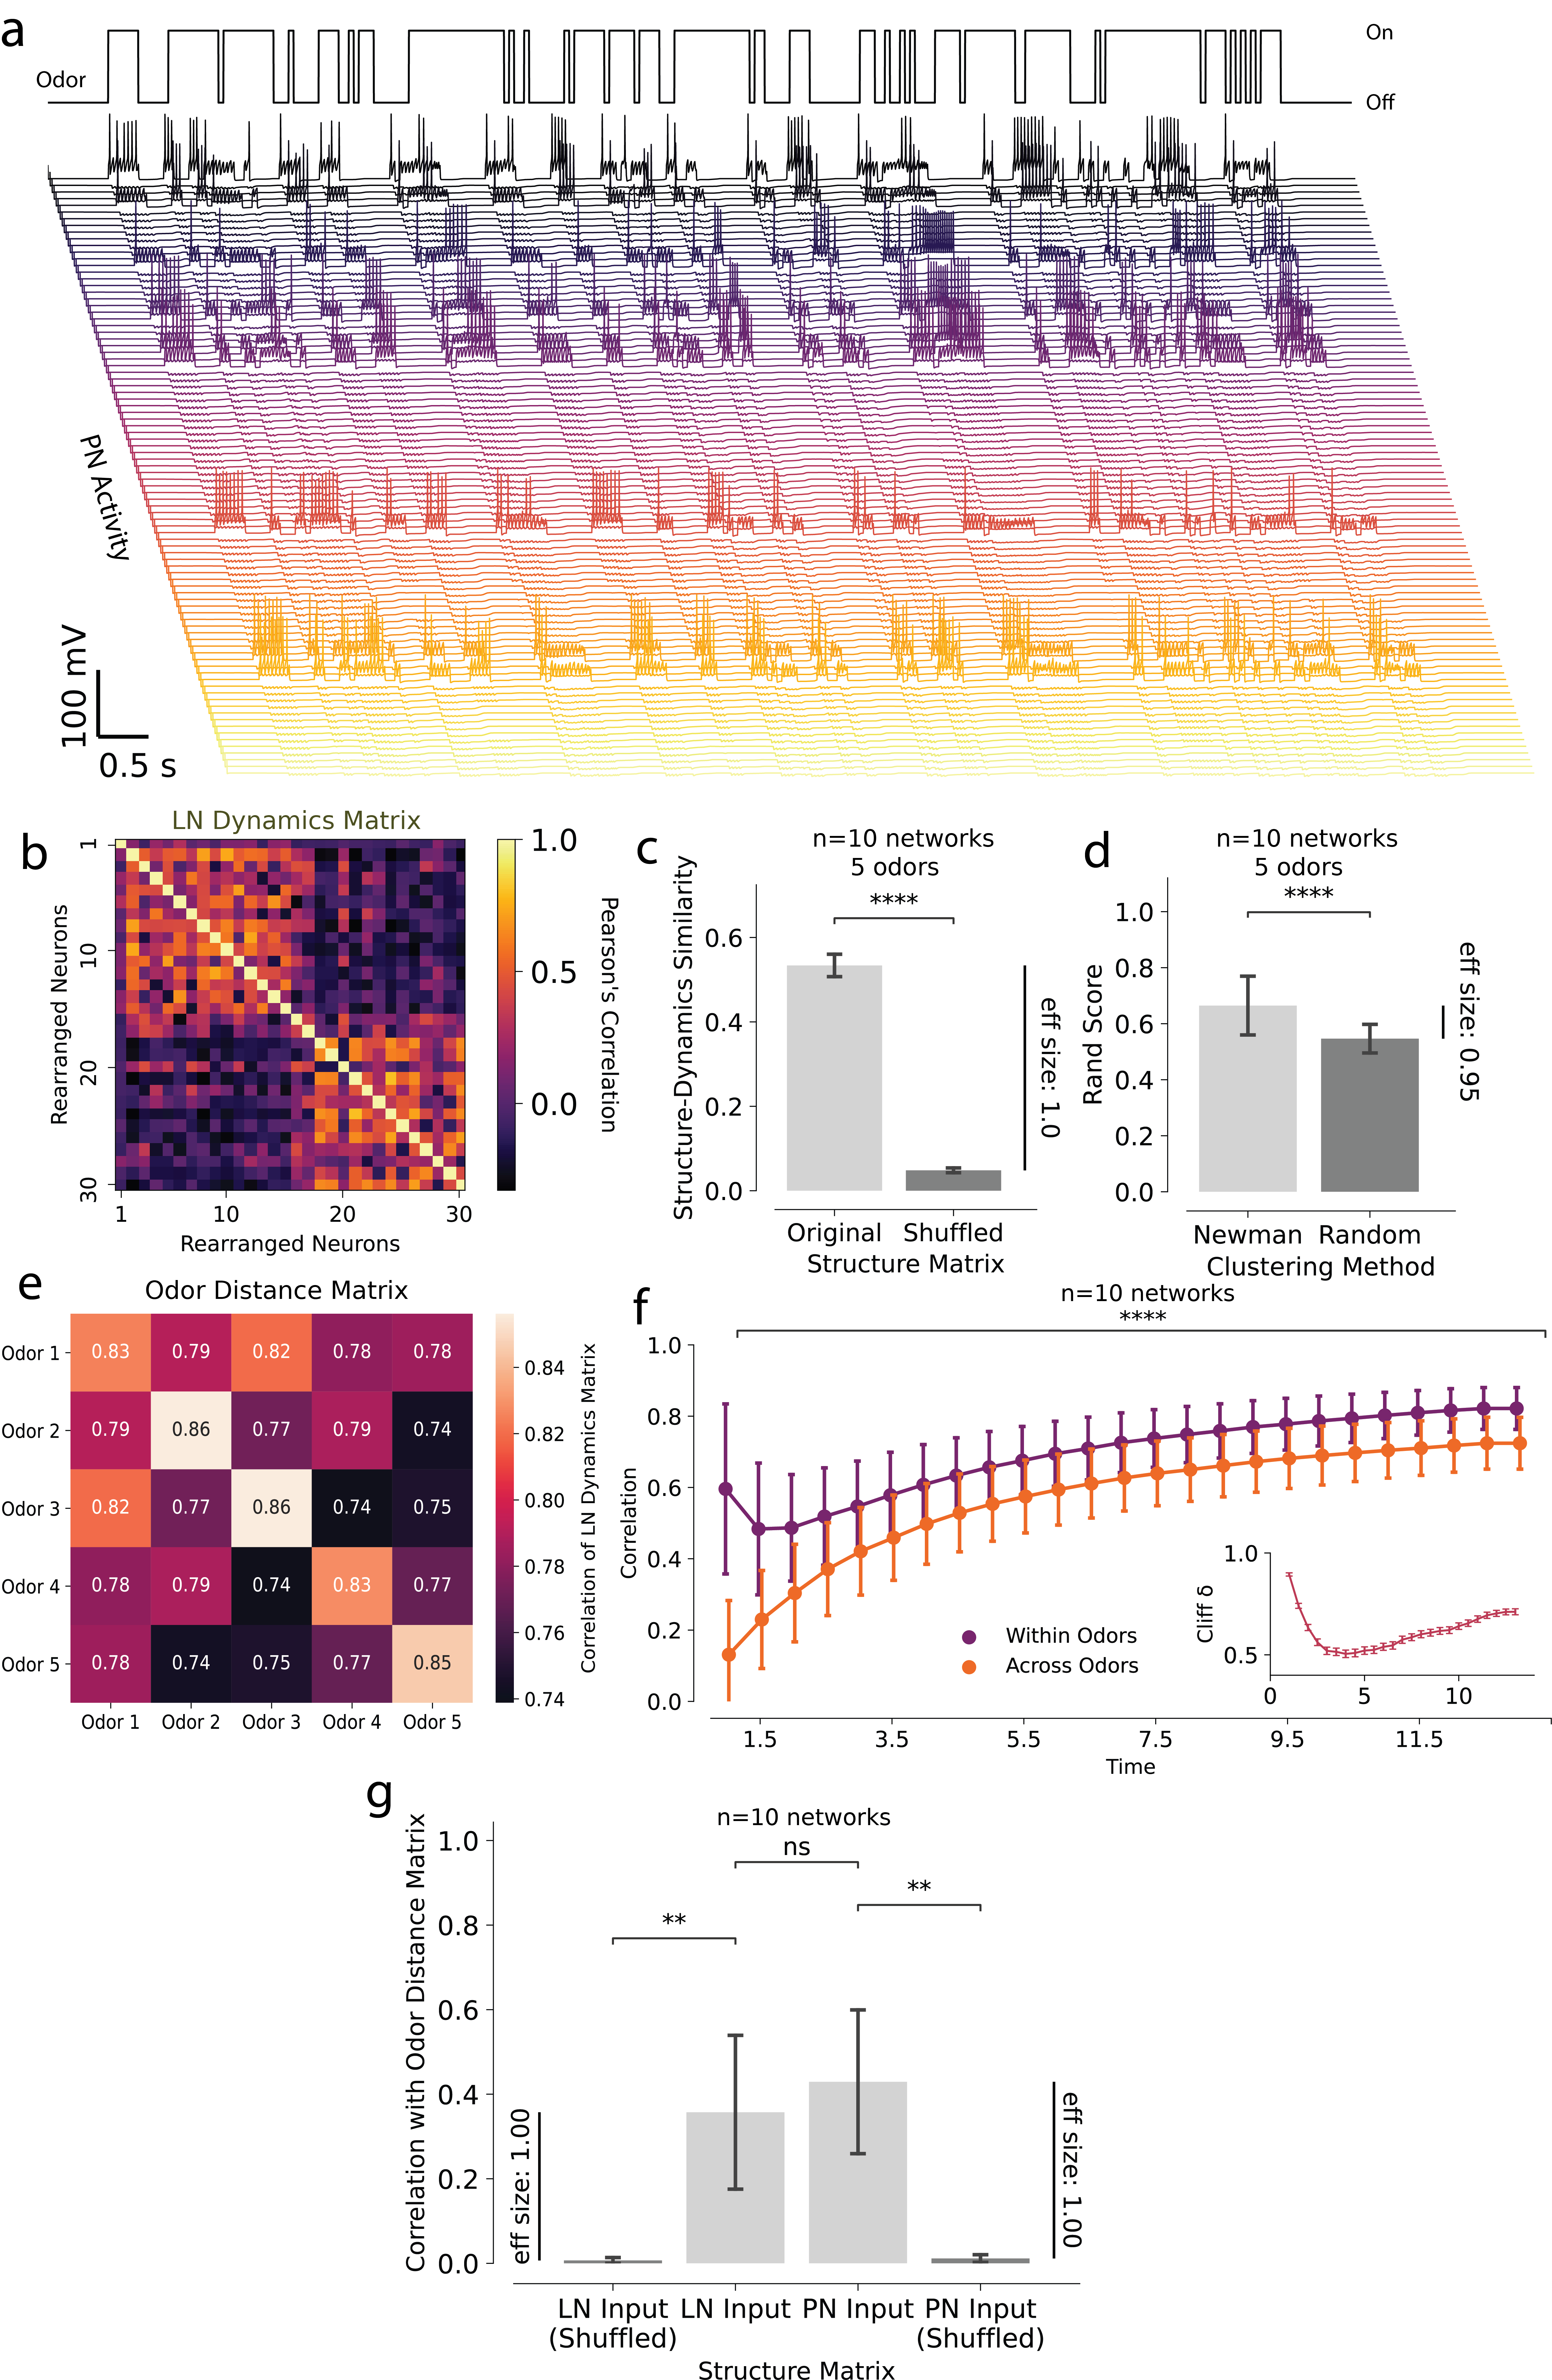 a
On
Odor
Off
PN Activity
100 mV
0.5 s
b
LN Dynamics Matrix
Rearranged Neurons
1
10
20
30
1 10 20 30
Rearranged Neurons
1.0
0.5
0.0
Pearson's Correlation
c
n=10 networks
5 odors
****
Structure-Dynamics Similarity
0.6
0.4
0.2
0.0
eff size: 1.0
Original Shuffled
Structure Matrix
d
n=10 networks
5 odors
****
Rand Score
1.0
0.8
0.6
0.4
0.2
0.0
eff size: 0.95
Newman Random
Clustering Method
e
Odor Distance Matrix
Odor 1 0.83 0.79 0.82 0.78 0.78
Odor 2 0.79 0.86 0.77 0.79 0.74
Odor 3 0.82 0.77 0.86 0.74 0.75
Odor 4 0.78 0.79 0.74 0.83 0.77
Odor 5 0.78 0.74 0.75 0.77 0.85
Odor 1 Odor 2 Odor 3 Odor 4 Odor 5
0.84
0.82
0.80
0.78
0.76
0.74
Correlation of LN Dynamics Matrix
f
n=10 networks
****
Correlation
1.0
0.8
0.6
0.4
0.2
0.0
Within Odors
Across Odors
Cliff δ
1.0
0.5
0 5 10
1.5 3.5 5.5 7.5 9.5 11.5
Time
g
n=10 networks
ns
**
**
Correlation with Odor Distance Matrix
1.0
0.8
0.6
0.4
0.2
0.0
eff size: 1.00
eff size: 1.00
LN Input LN Input PN Input PN Input
(Shuffled) (Shuffled)
Structure Matrix